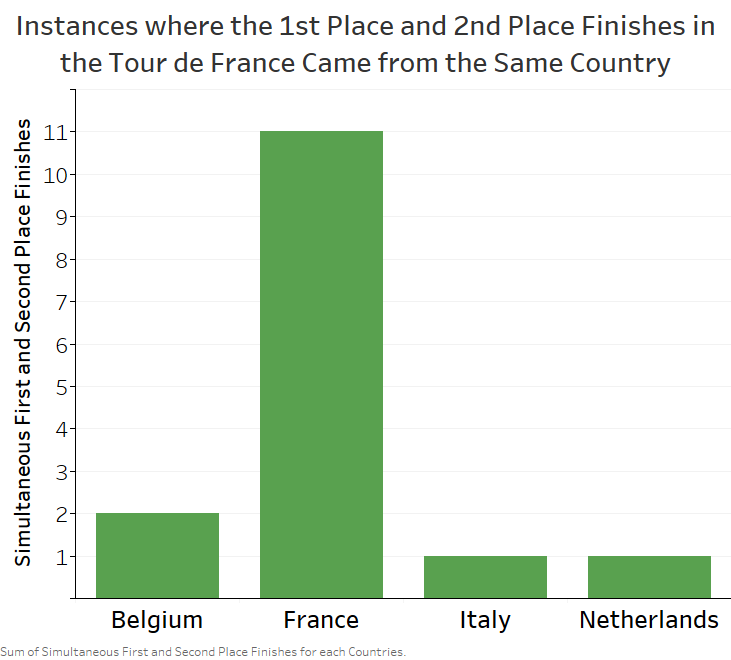 Instances where the 1st Place and 2nd Place Finishes in
the Tour de France Came from the Same Country
Simultaneous First and Second Place Finishes
11
10
9
8
7
6
5
4
3
2
1
Belgium France Italy Netherlands
Sum of Simultaneous First and Second Place Finishes for each Countries.